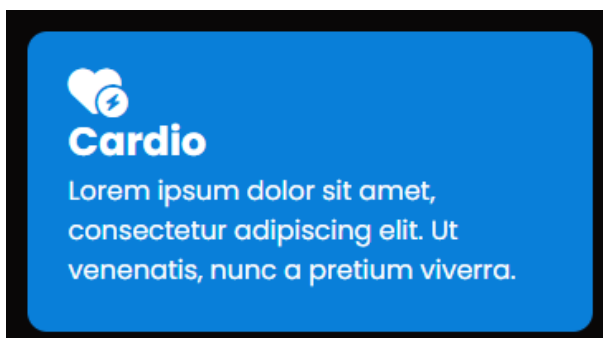 Cardio
Lorem ipsum dolor sit amet,
consectetur adipiscing elit. Ut
venenatis, nunc a pretium viverra.